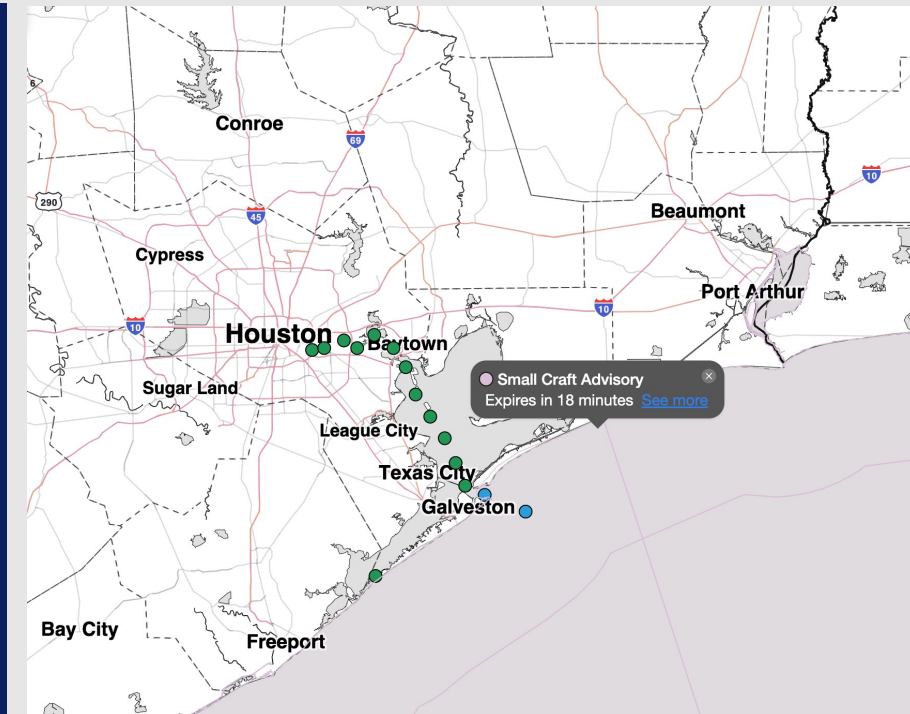 6
Conroe
69
290
45
10
Beaumont
Cypress
Port Arthur
10
10
Houston
Baytown
Small Craft Advisory
Expires in 18 minutes See more
Sugar Land
League City
Texas City
Galveston
Bay City
Freeport